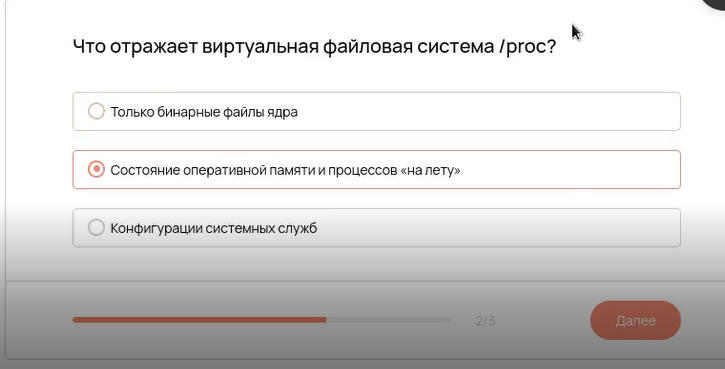 Что отражает виртуальная файловая система /proc?
Только бинарные файлы ядра
Состояние оперативной памяти и процессов «на лету»
Конфигурации системных служб
2/3
Далее